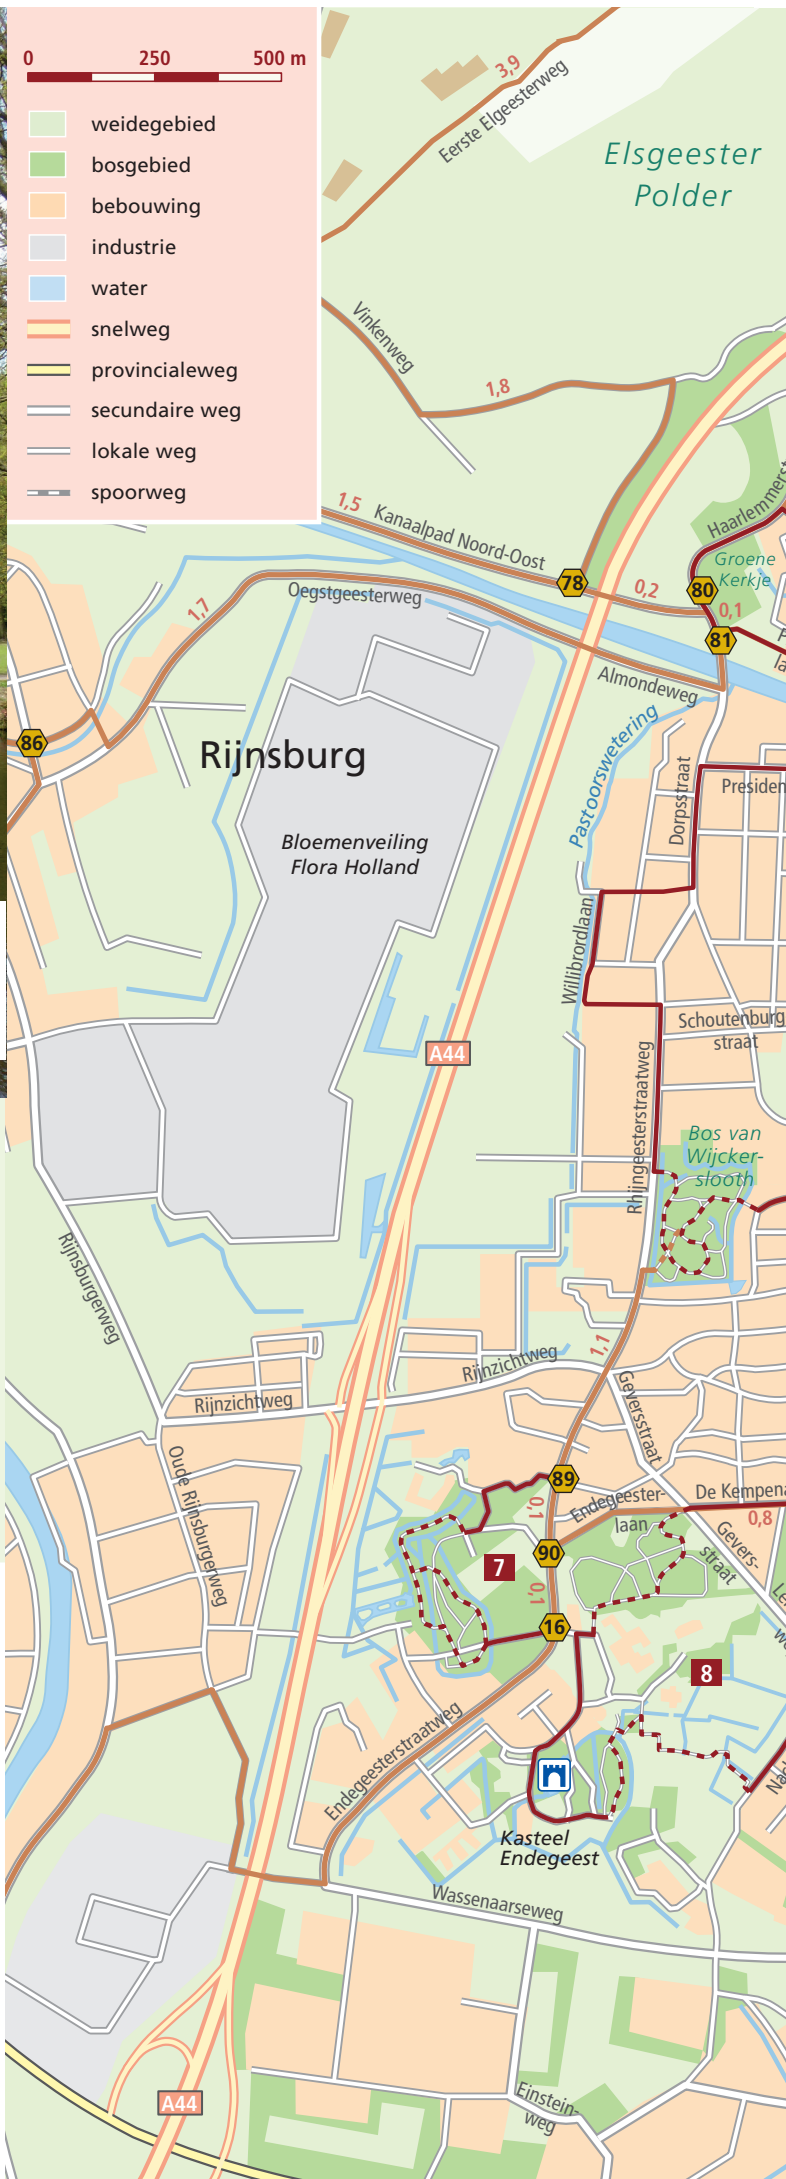 0 250 500 m
weidegebied
bosgebied
bebouwing
industrie
water
snelweg
provincialeweg
secundaire weg
lokale weg
spoorweg
3,9
Eerste Elgeesterweg
Elsgeester
Polder
Vinkenweg
1,8
1,5
Kanaalpad Noord-Oost
Haarlemmerst
Groene
Kerkje
78
0,2
80
0,1
81
1,7
Oegstgeesterweg
Almondeweg
86
Rijnsburg
Pastoorswetering
Dorpsstraat
Presiden
Bloemenveiling
Flora Holland
Willibrordlaan
Schoutenburg
straat
A44
Rhijngeesterstraatweg
Bos van
Wijcker-
slooth
Rijnsburgerweg
1,1
Rijnzichtweg
Rijnzichtweg
Geversstraat
Oude Rijnsburgerweg
89
0,1
Endegeester-
laan
De Kempena
0,8
Gevers-
straat
90
7
0,1
16
8
Endegeesterstraatweg
Kasteel
Endegeest
Wassenaarseweg
A44
Einstein-
weg